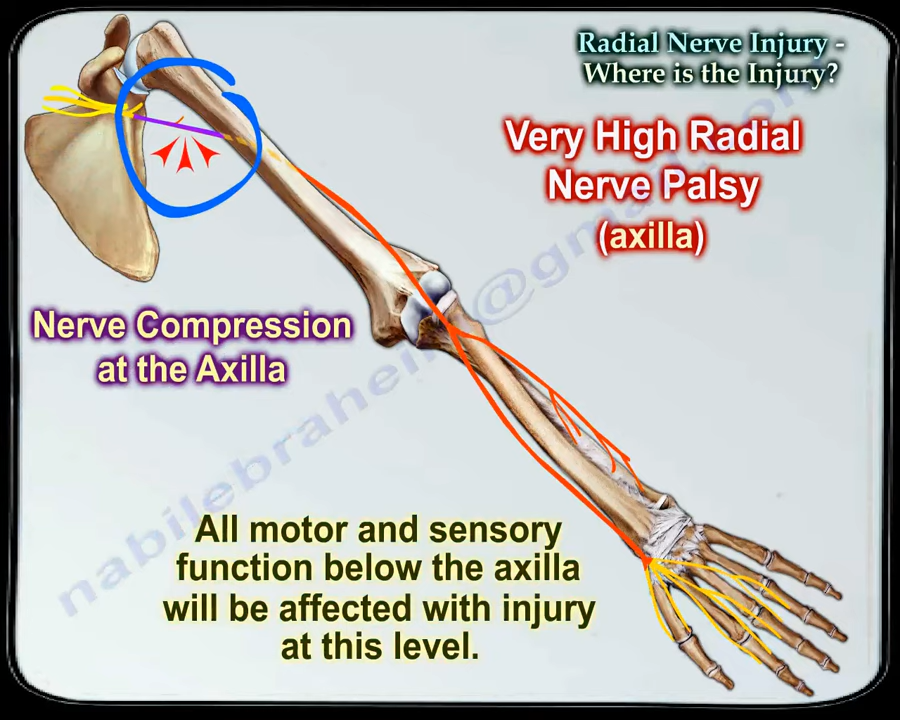 Radial Nerve Injury -
Where is the Injury?
Very High Radial
Nerve Palsy
(axilla)
Nerve Compression
at the Axilla
All motor and sensory
function below the axilla
will be affected with injury
at this level.